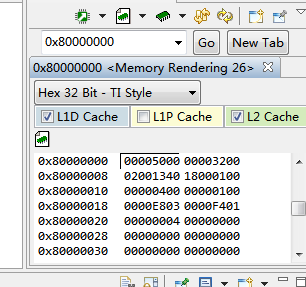 0x80000000
Go
New Tab
0x80000000 <Memory Rendering 26>
Hex 32 Bit - TI Style
L1D Cache
L1P Cache
L2 Cache
0x80000000 00005000 00003200
0x80000008 02001340 18000100
0x80000010 00000400 00000100
0x80000018 0000E803 0000F401
0x80000020 00000004 00000000
0x80000028 00000000 00000000
0x80000030 00000000 00000000